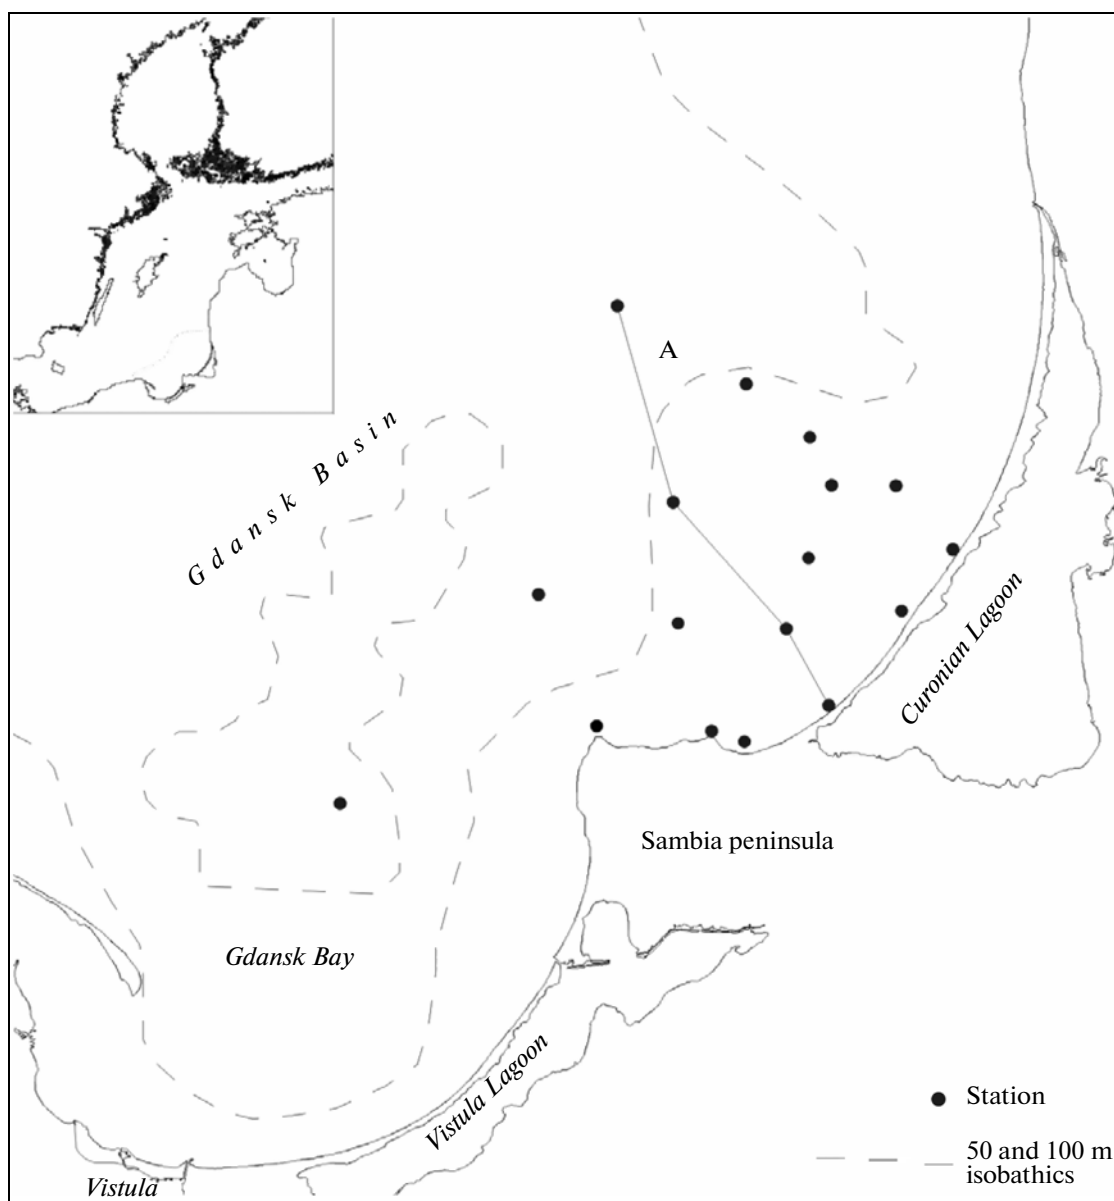 A
Gdansk Basin
Curonian Lagoon
Sambia peninsula
Gdansk Bay
Vistula Lagoon
Station
50 and 100 m
isobathics
Vistula